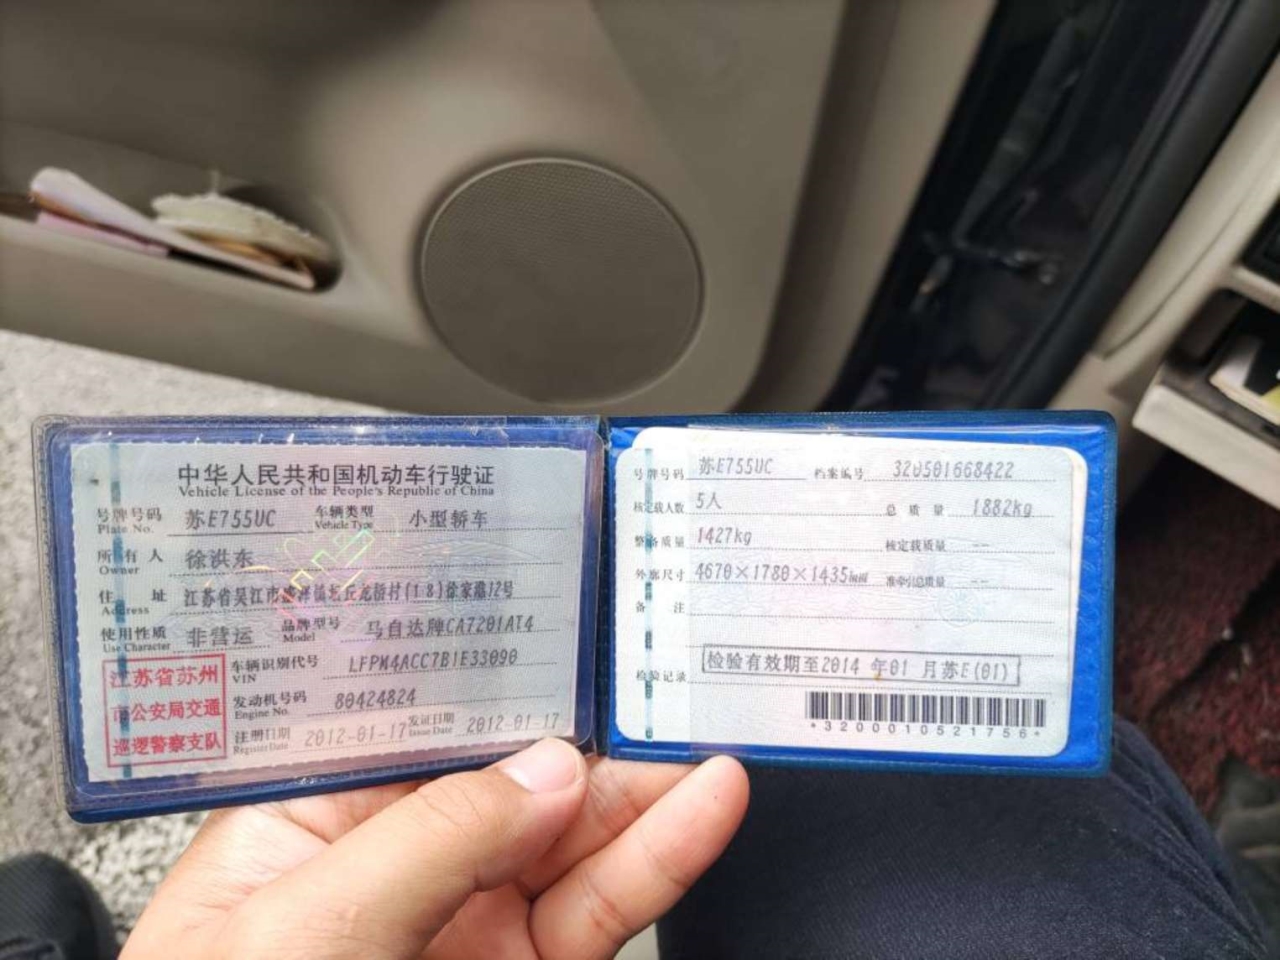 中华人民共和国机动车行驶证
Vehicle License of the People's Republic of China
号牌号码 苏E755UC 车辆类型 小型轿车
Plate No. Vehicle Type
所有人 徐洪东
Owner
住址 江苏省吴江市 龙桥村(18)徐家港12号
Address
使用性质 非营运 品牌型号 马自达牌CA7201AT4
Use Character Model
车辆识别代号 LFPM4ACC7B1E33090
VIN
发动机号码 80424824
Engine No.
注册日期 2012-01-17 发证日期 2012-01-17
Register Date Issue Date
江苏省苏州
市公安局交通
巡逻警察支队
号牌号码 苏E755UC 档案编号 320501668422
核定载人数 5人 总质量 1882kg
整备质量 1427kg 核定载质量 --
外廓尺寸 4670×1780×1435mm 准牵引总质量 --
备注
检验记录 检验有效期至2014年01月苏E(01)
*3200010521756*